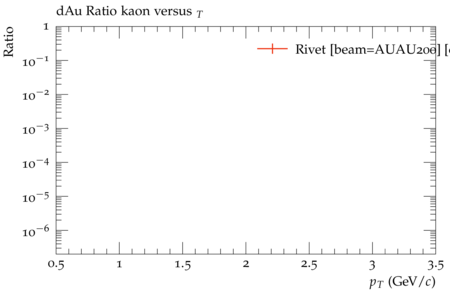 dAu Ratio kaon versus T
Ratio
Rivet [beam=AUAU200] [
1
10−1
10−2
10−3
10−4
10−5
10−6
0.5 1 1.5 2 2.5 3 3.5
pT (GeV/c)